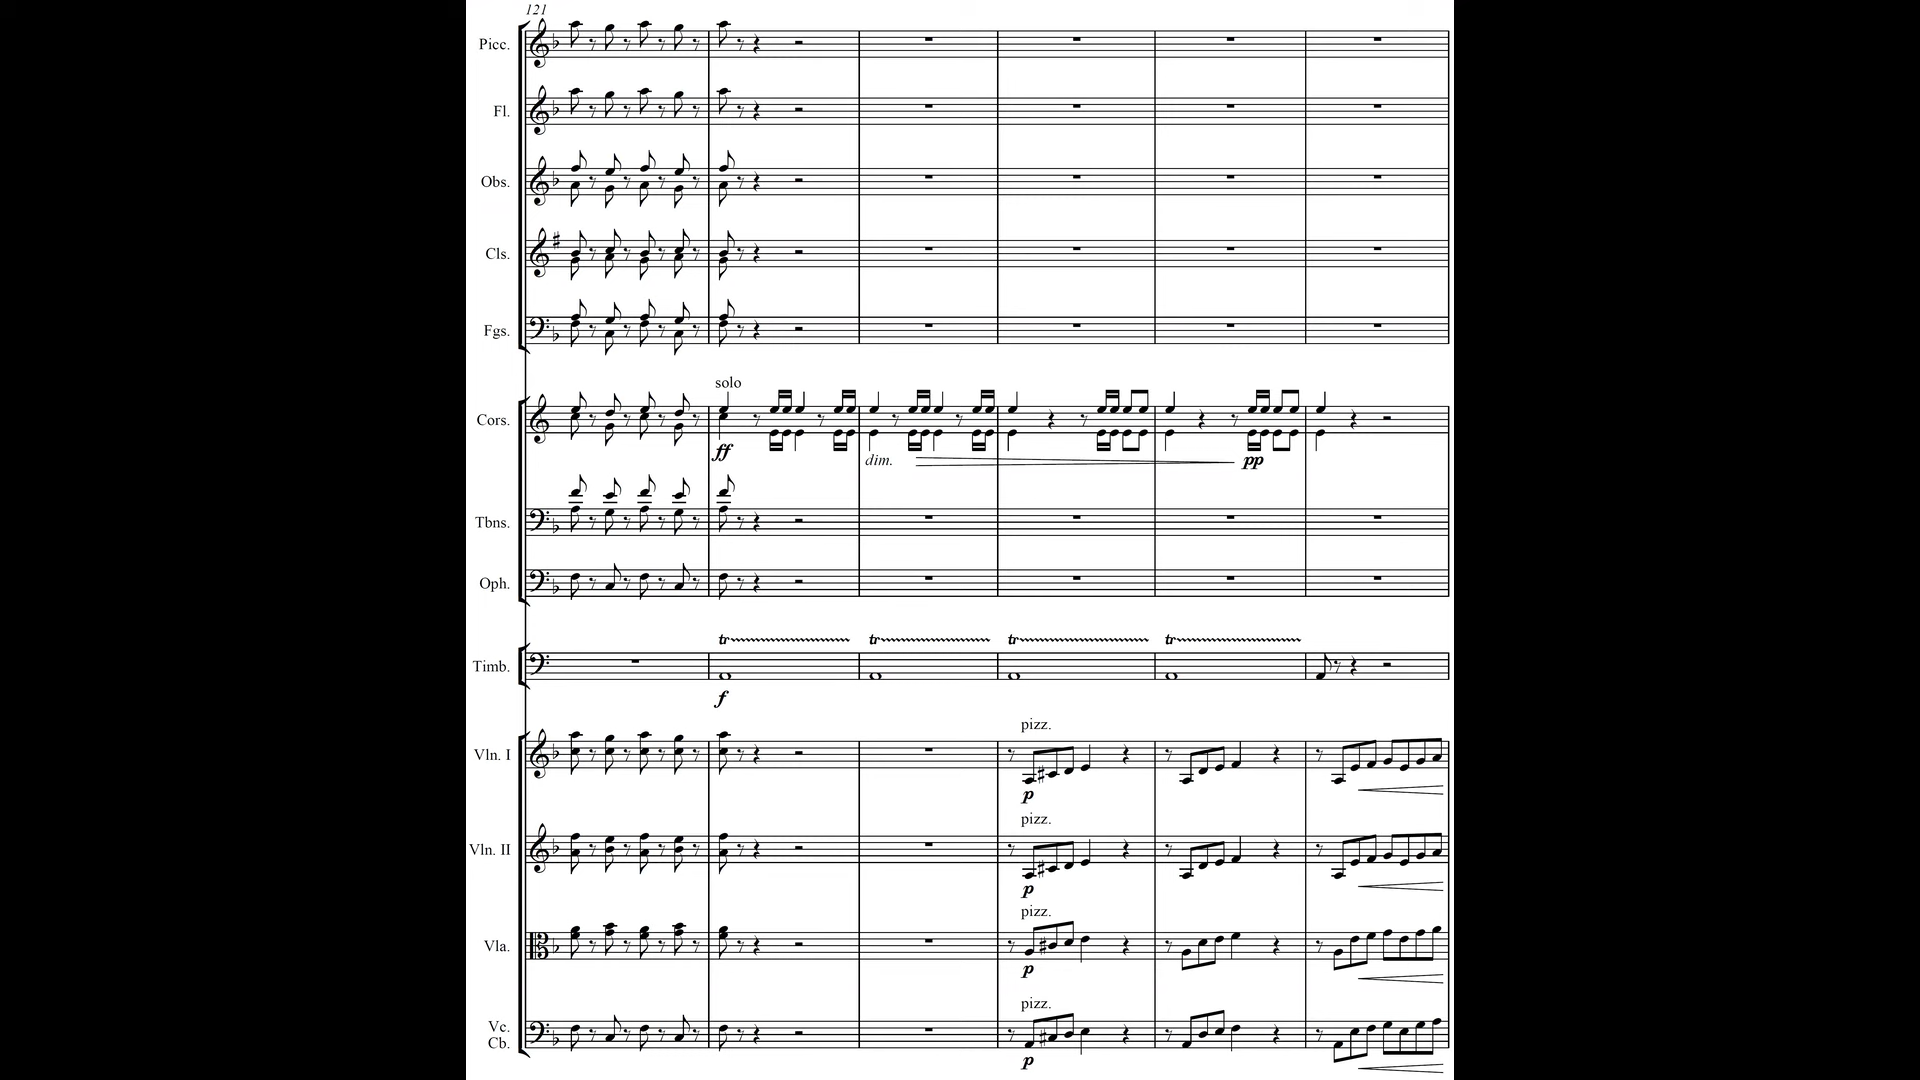 121
Picc.
Fl.
Obs.
Cls.
Fgs.
solo
Cors.
ff
dim.
pp
Tbns.
Oph.
tr tr tr tr
Timb.
f
pizz.
Vln. I
p
pizz.
Vln. II
p
pizz.
Vla.
p
pizz.
Vc.
Cb.
p